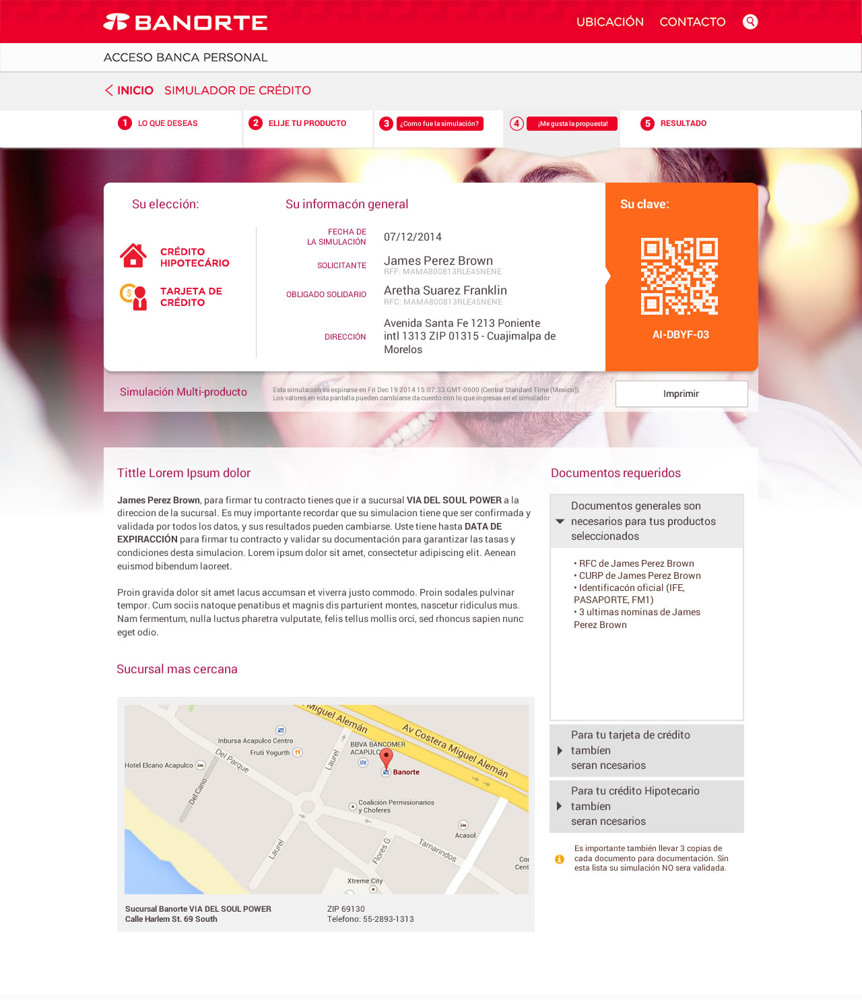 BANORTE
UBICACIÓN CONTACTO
ACCESO BANCA PERSONAL
INICIO SIMULADOR DE CRÉDITO
1 LO QUE DESEAS
2 ELIJE TU PRODUCTO
3 ¿Como fue la simulación?
4 ¡Me gusta la propuesta!
5 RESULTADO
Su elección:
CRÉDITO
HIPOTECÁRIO
TARJETA DE
CRÉDITO
Su informacón general
FECHA DE
LA SIMULACIÓN
07/12/2014
SOLICITANTE
James Perez Brown
RFF: MAMA800813RLE45NENE
OBLIGADO SOLIDARIO
Aretha Suarez Franklin
RFC: MAMA800813RLE45NENE
DIRECCIÓN
Avenida Santa Fe 1213 Poniente
intl 1313 ZIP 01315 - Cuajimalpa de
Morelos
Su clave:
AI-DBYF-03
Simulación Multi-producto
Esta simulacion va expirarse en Fri Dec 19 2014 15:07:33 GMT-0600 (Central Standard Time (Mexico)).
Los valores en esta pantalla pueden cambiarse da cuerdo con lo que ingresas en el simulador
Imprimir
Tittle Lorem Ipsum dolor
James Perez Brown, para firmar tu contracto tienes que ir a sucursal VIA DEL SOUL POWER a la
direccion de la sucursal. Es muy importante recordar que su simulacion tiene que ser confirmada y
validada por todos los datos, y sus resultados pueden cambiarse. Uste tiene hasta DATA DE
EXPIRACCIÓN para firmar tu contracto y validar su documentación para garantizar las tasas y
condiciones desta simulacion. Lorem ipsum dolor sit amet, consectetur adipiscing elit. Aenean
euismod bibendum laoreet.
Proin gravida dolor sit amet lacus accumsan et viverra justo commodo. Proin sodales pulvinar
tempor. Cum sociis natoque penatibus et magnis dis parturient montes, nascetur ridiculus mus.
Nam fermentum, nulla luctus pharetra vulputate, felis tellus mollis orci, sed rhoncus sapien nunc
eget odio.
Sucursal mas cercana
Miguel Alemán
Av Costera Miguel Alemán
Inbursa Acapulco Centro
Fruti Yogurth
BBVA BANCOMER
ACAPULC
ATM
Banorte
Hotel Elcano Acapulco
Del Parque
Laurel
Del Cano
Coalición Permisionarios
y Choferes
Acasol
Laurel
Flores G.
Tamarindos
Xtreme City
Co
Cent
Sucursal Banorte VIA DEL SOUL POWER
Calle Harlem St. 69 South
ZIP 69130
Telefono: 55-2893-1313
Documentos requeridos
Documentos generales son
necesarios para tus productos
seleccionados
• RFC de James Perez Brown
• CURP de James Perez Brown
• Identificacón oficial (IFE,
PASAPORTE, FM1)
• 3 ultimas nominas de James
Perez Brown
Para tu tarjeta de crédito
tambíen
seran ncesarios
Para tu crédito Hipotecario
tambíen
seran ncesarios
Es importante también llevar 3 copias de
cada documento para documentación. Sin
esta lista su simulación NO sera validada.